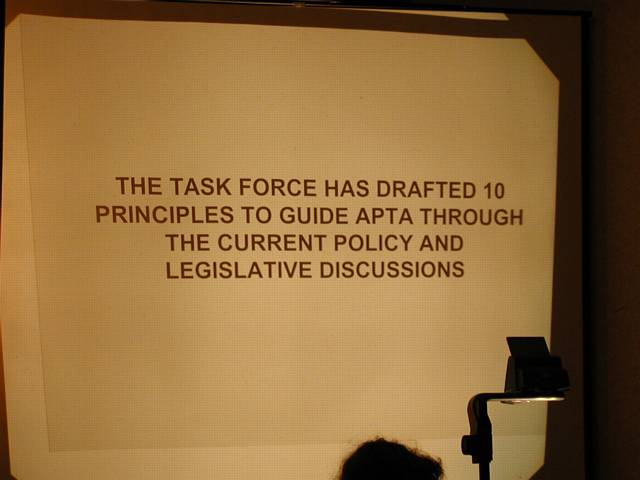 THE TASK FORCE HAS DRAFTED 10
PRINCIPLES TO GUIDE APTA THROUGH
THE CURRENT POLICY AND
LEGISLATIVE DISCUSSIONS